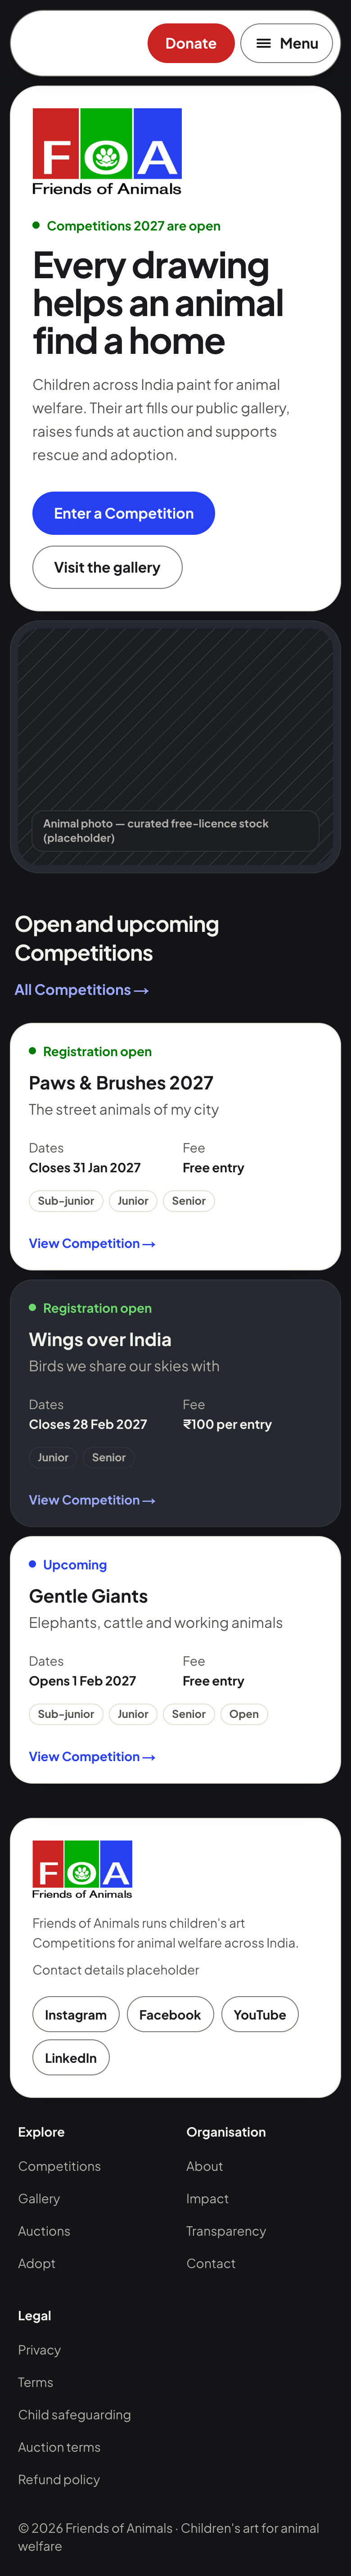 Donate
Menu
FOA
Friends of Animals
Competitions 2027 are open
Every drawing
helps an animal
find a home
Children across India paint for animal
welfare. Their art fills our public gallery,
raises funds at auction and supports
rescue and adoption.
Enter a Competition
Visit the gallery
Animal photo — curated free-licence stock
(placeholder)
Open and upcoming
Competitions
All Competitions →
Registration open
Paws & Brushes 2027
The street animals of my city
Dates Fee
Closes 31 Jan 2027 Free entry
Sub-junior Junior Senior
View Competition →
Registration open
Wings over India
Birds we share our skies with
Dates Fee
Closes 28 Feb 2027 ₹100 per entry
Junior Senior
View Competition →
Upcoming
Gentle Giants
Elephants, cattle and working animals
Dates Fee
Opens 1 Feb 2027 Free entry
Sub-junior Junior Senior Open
View Competition →
FOA
Friends of Animals
Friends of Animals runs children's art
Competitions for animal welfare across India.
Contact details placeholder
Instagram Facebook YouTube
LinkedIn
Explore Organisation
Competitions About
Gallery Impact
Auctions Transparency
Adopt Contact
Legal
Privacy
Terms
Child safeguarding
Auction terms
Refund policy
© 2026 Friends of Animals · Children's art for animal
welfare